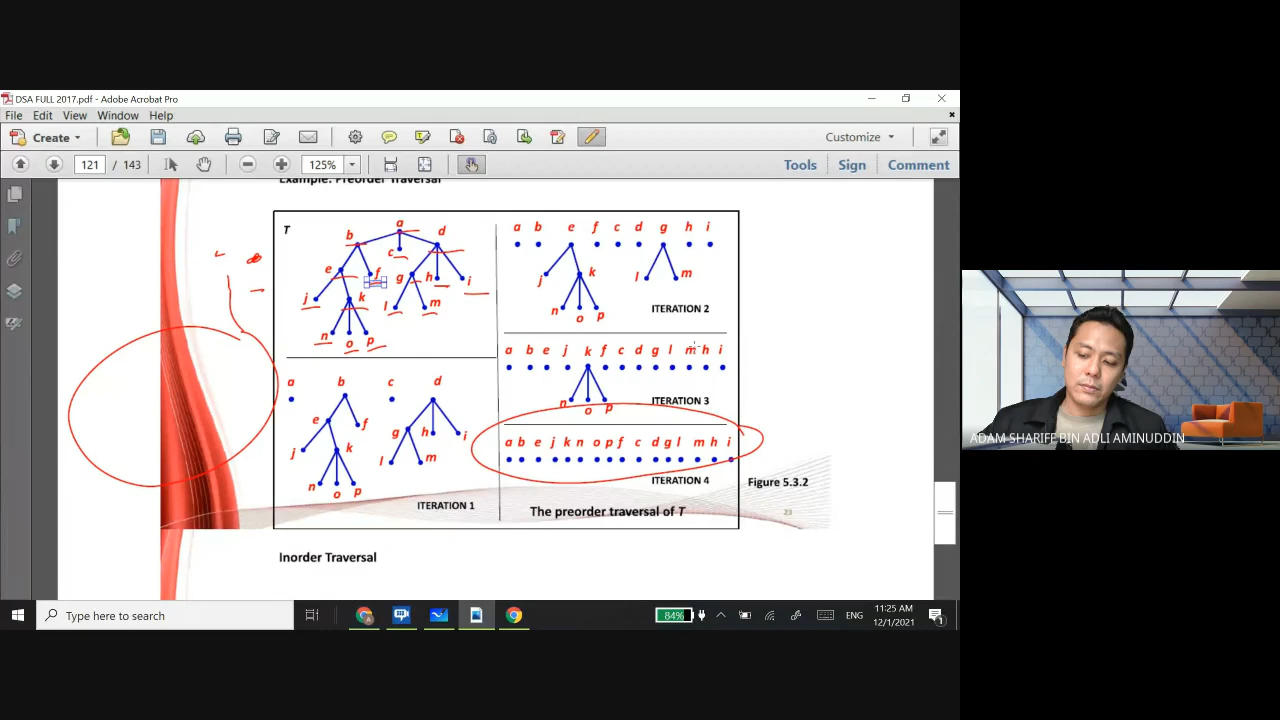 DSA FULL 2017.pdf - Adobe Acrobat Pro
File Edit View Window Help
Create Customize
121 / 143 125% Tools Sign Comment
Example: Preorder Traversal
T
a
b d
c
e f g h i
j k l m
n o p
a b c d
e f g h i
j k l m
n o p
ITERATION 1
a b e f c d g h i
j k l m
n o p
ITERATION 2
a b e j k f c d g l m h i
n o p
ITERATION 3
a b e j k n o p f c d g l m h i
ITERATION 4
The preorder traversal of T
Figure 5.3.2
23
Inorder Traversal
ADAM SHARIFF BIN ADLI AMINUDDIN
Type here to search
84%
ENG
11:25 AM
12/1/2021
1